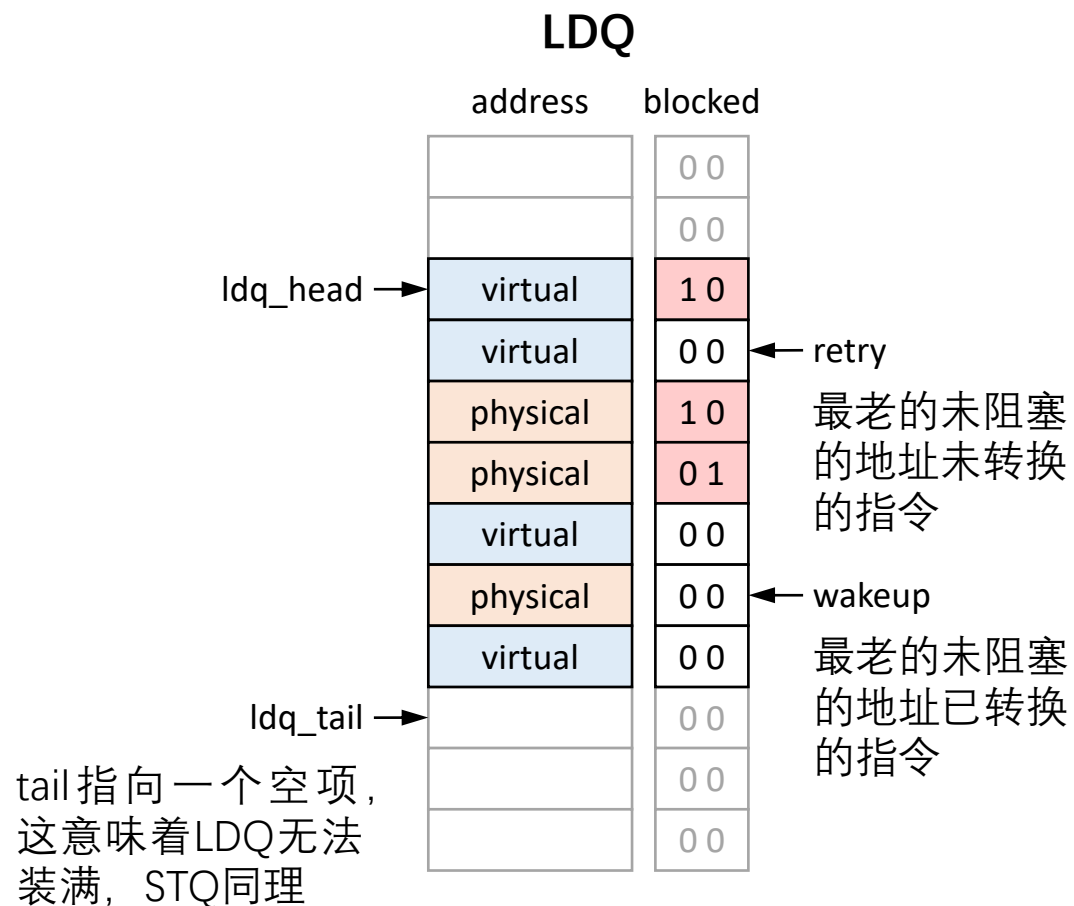 LDQ
address blocked
0 0
0 0
ldq_head virtual 1 0
virtual 0 0 retry
physical 1 0 最老的未阻塞
physical 0 1 的地址未转换
virtual 0 0 的指令
physical 0 0 wakeup
virtual 0 0 最老的未阻塞
ldq_tail 0 0 的地址已转换
0 0 的指令
0 0
tail指向一个空项,
这意味着LDQ无法
装满，STQ同理